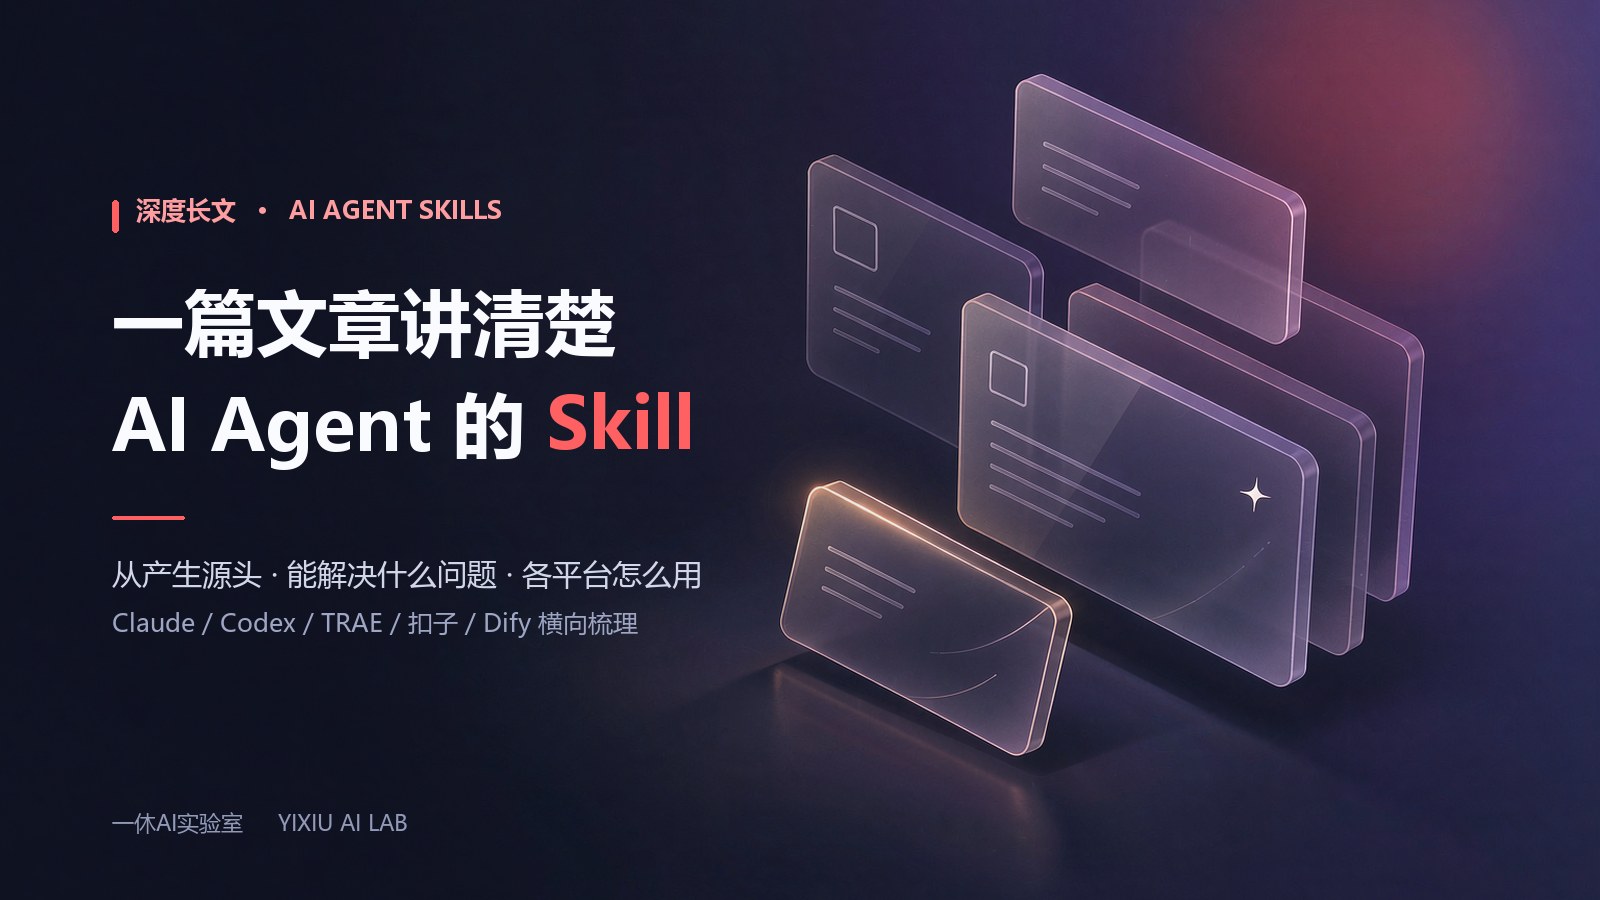 深度长文 • AI AGENT SKILLS
一篇文章讲清楚
AI Agent 的 Skill
从产生源头 · 能解决什么问题 · 各平台怎么用
Claude / Codex / TRAE / 扣子 / Dify 横向梳理
一休AI实验室 YIXIU AI LAB